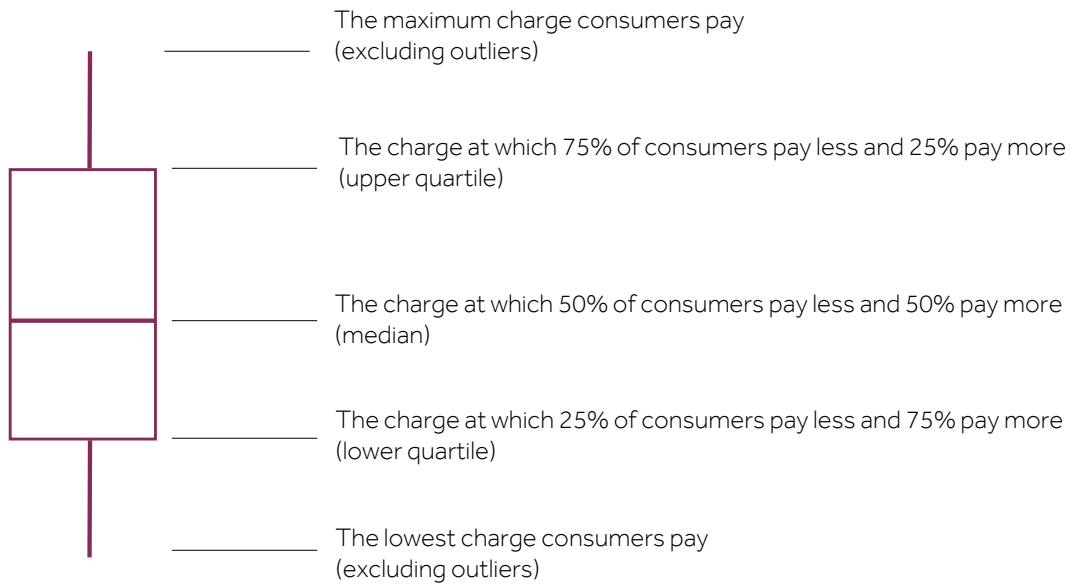 The maximum charge consumers pay
(excluding outliers)
The charge at which 75% of consumers pay less and 25% pay more
(upper quartile)
The charge at which 50% of consumers pay less and 50% pay more
(median)
The charge at which 25% of consumers pay less and 75% pay more
(lower quartile)
The lowest charge consumers pay
(excluding outliers)